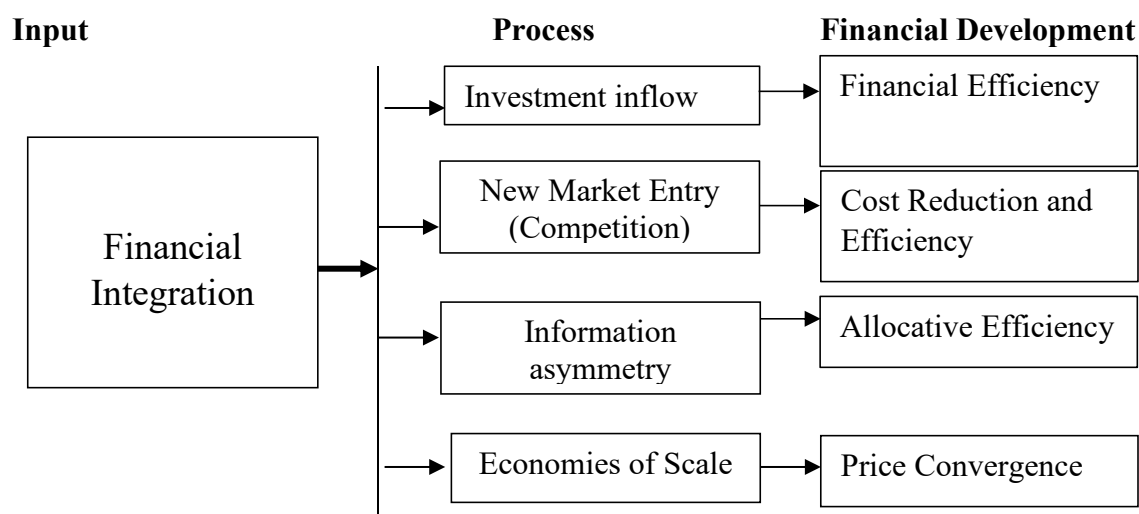 Input
Process
Financial Development
Financial
Integration
Investment inflow
Financial Efficiency
New Market Entry
(Competition)
Cost Reduction and
Efficiency
Information
asymmetry
Allocative Efficiency
Economies of Scale
Price Convergence